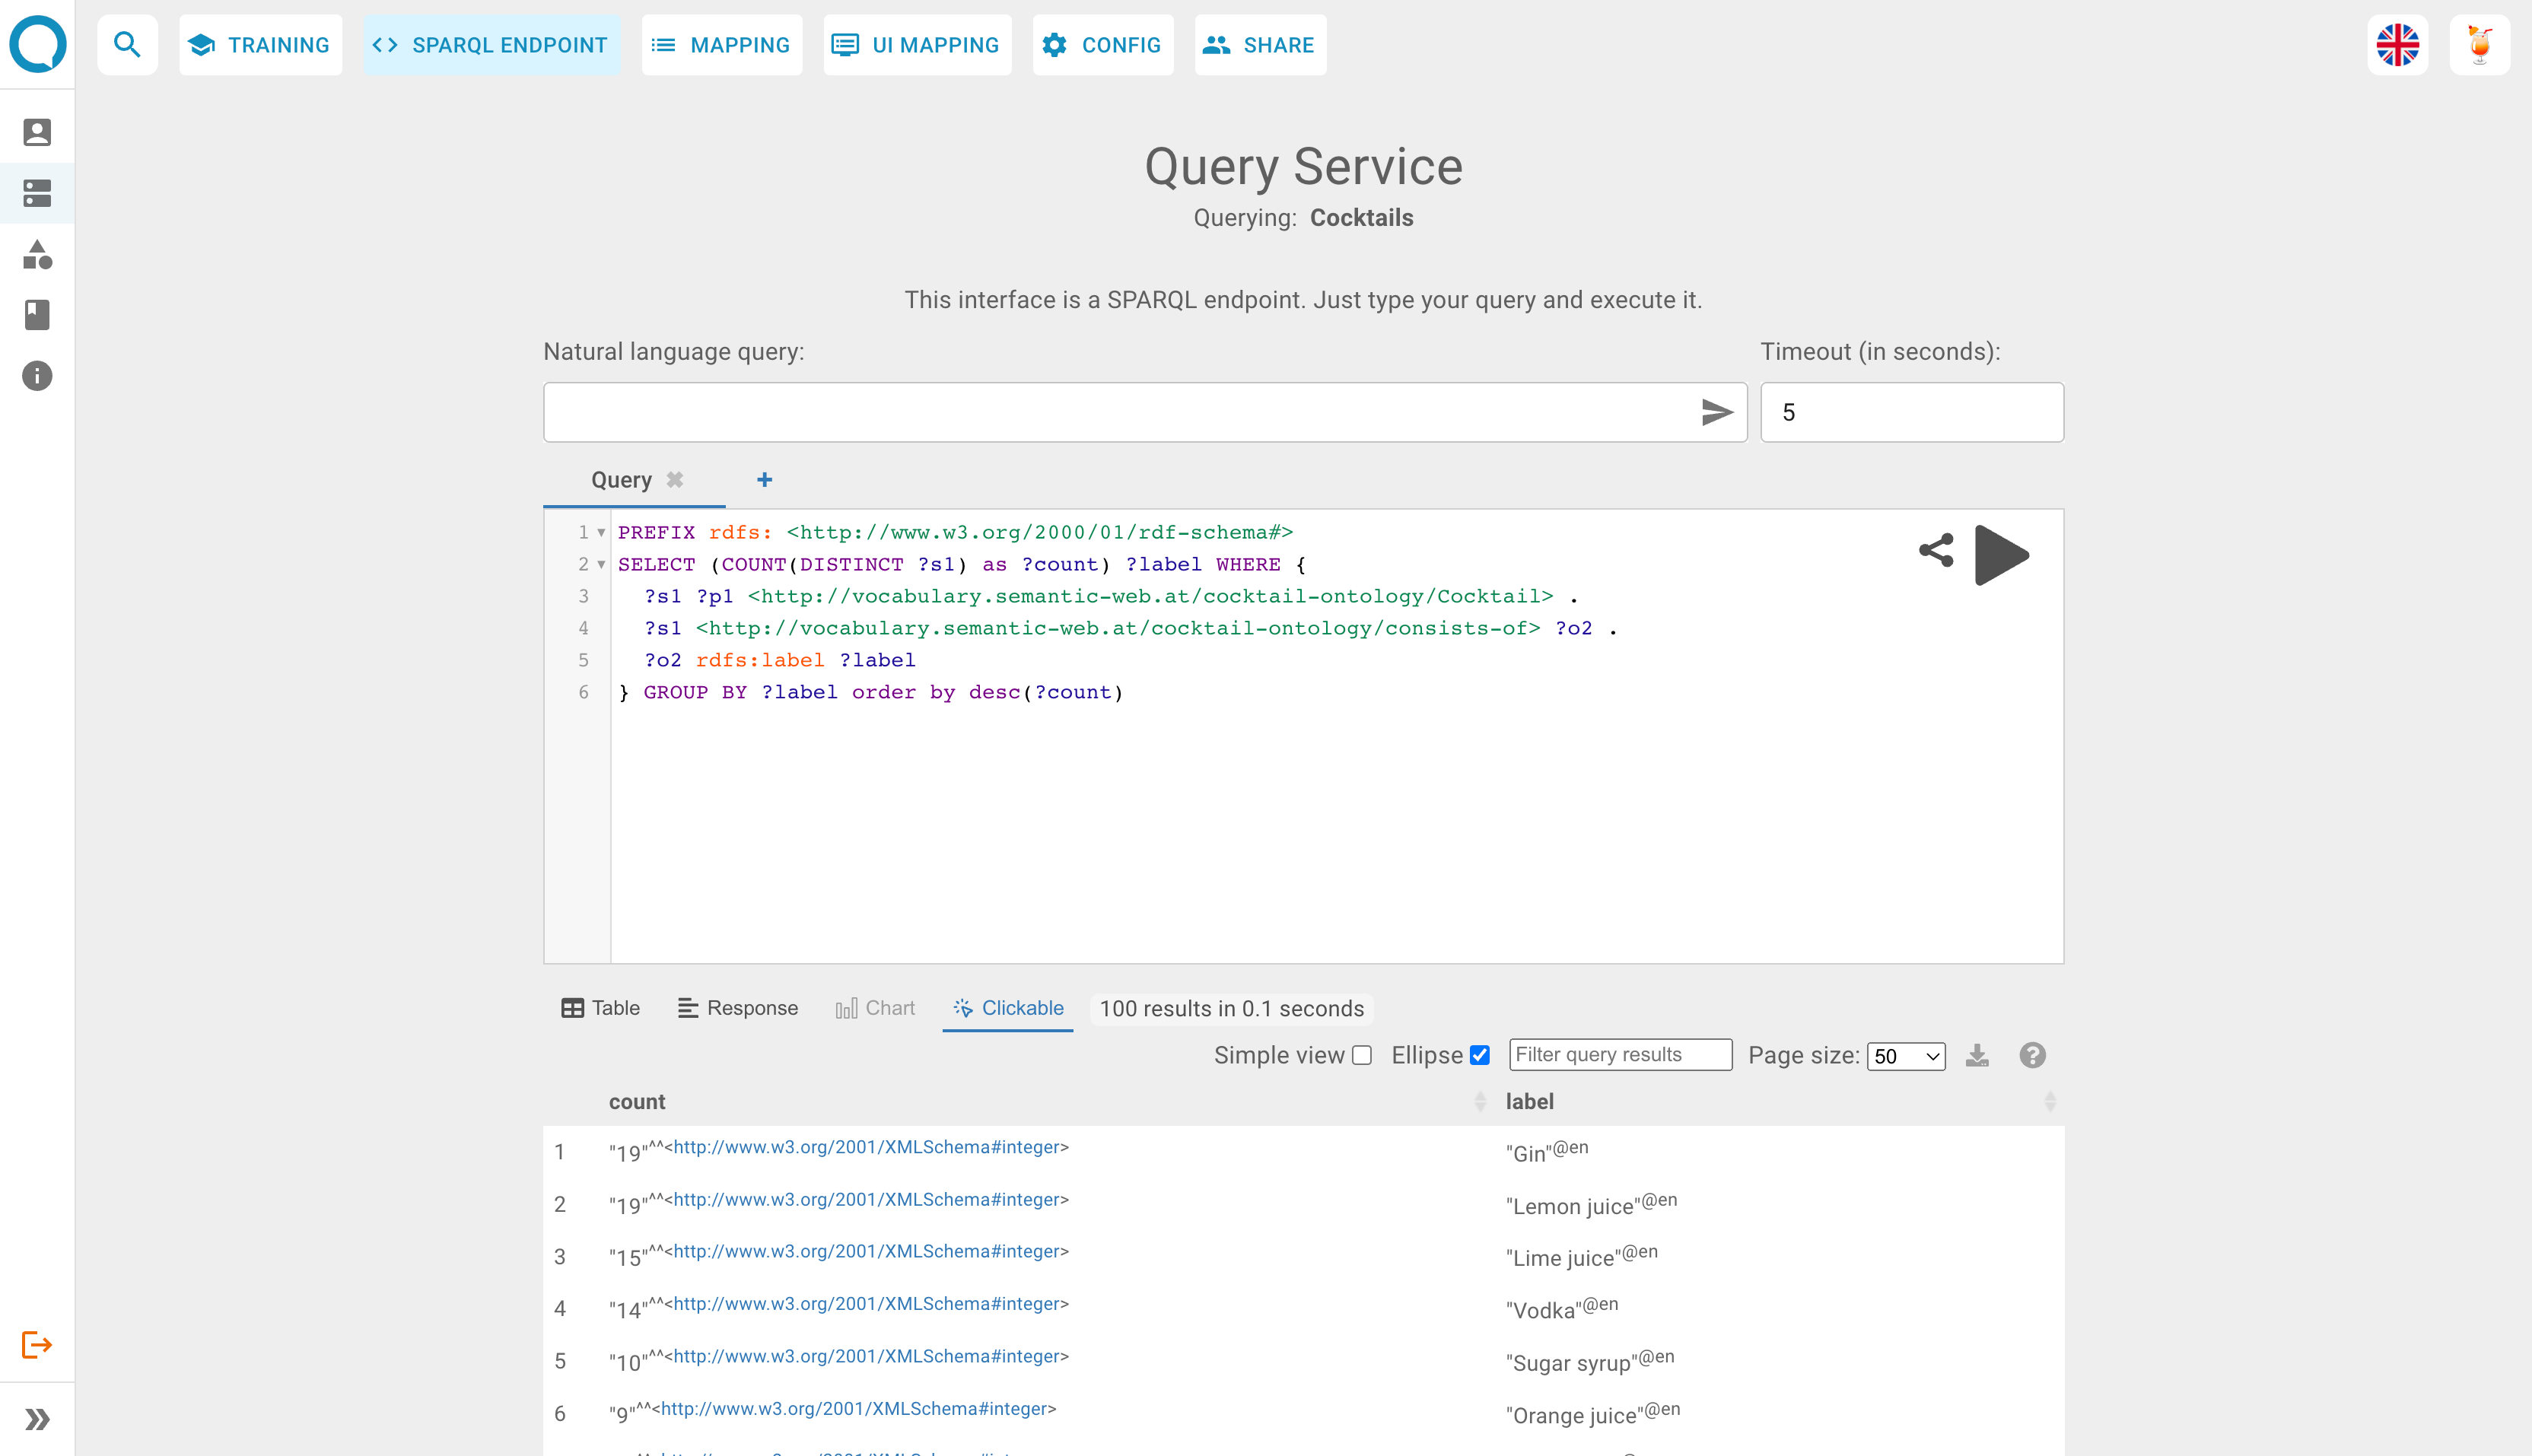 TRAINING
SPARQL ENDPOINT
MAPPING
UI MAPPING
CONFIG
SHARE
Query Service
Querying: Cocktails
This interface is a SPARQL endpoint. Just type your query and execute it.
Natural language query:
Timeout (in seconds):
5
Query
1 PREFIX rdfs: <http://www.w3.org/2000/01/rdf-schema#>
2 SELECT (COUNT(DISTINCT ?s1) as ?count) ?label WHERE {
3 ?s1 ?p1 <http://vocabulary.semantic-web.at/cocktail-ontology/Cocktail> .
4 ?s1 <http://vocabulary.semantic-web.at/cocktail-ontology/consists-of> ?o2 .
5 ?o2 rdfs:label ?label
6 } GROUP BY ?label order by desc(?count)
Table Response Chart Clickable 100 results in 0.1 seconds
Simple view Ellipse Filter query results Page size: 50
count label
1 "19"^^<http://www.w3.org/2001/XMLSchema#integer> "Gin"@en
2 "19"^^<http://www.w3.org/2001/XMLSchema#integer> "Lemon juice"@en
3 "15"^^<http://www.w3.org/2001/XMLSchema#integer> "Lime juice"@en
4 "14"^^<http://www.w3.org/2001/XMLSchema#integer> "Vodka"@en
5 "10"^^<http://www.w3.org/2001/XMLSchema#integer> "Sugar syrup"@en
6 "9"^^<http://www.w3.org/2001/XMLSchema#integer> "Orange juice"@en